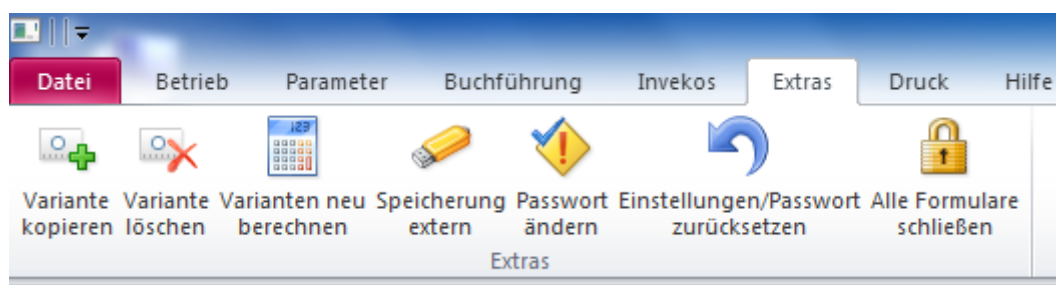 Datei Betrieb Parameter Buchführung Invekos Extras Druck Hilfe
123
Variante Variante Varianten neu Speicherung Passwort Einstellungen/Passwort Alle Formulare
kopieren löschen berechnen extern ändern zurücksetzen schließen
Extras